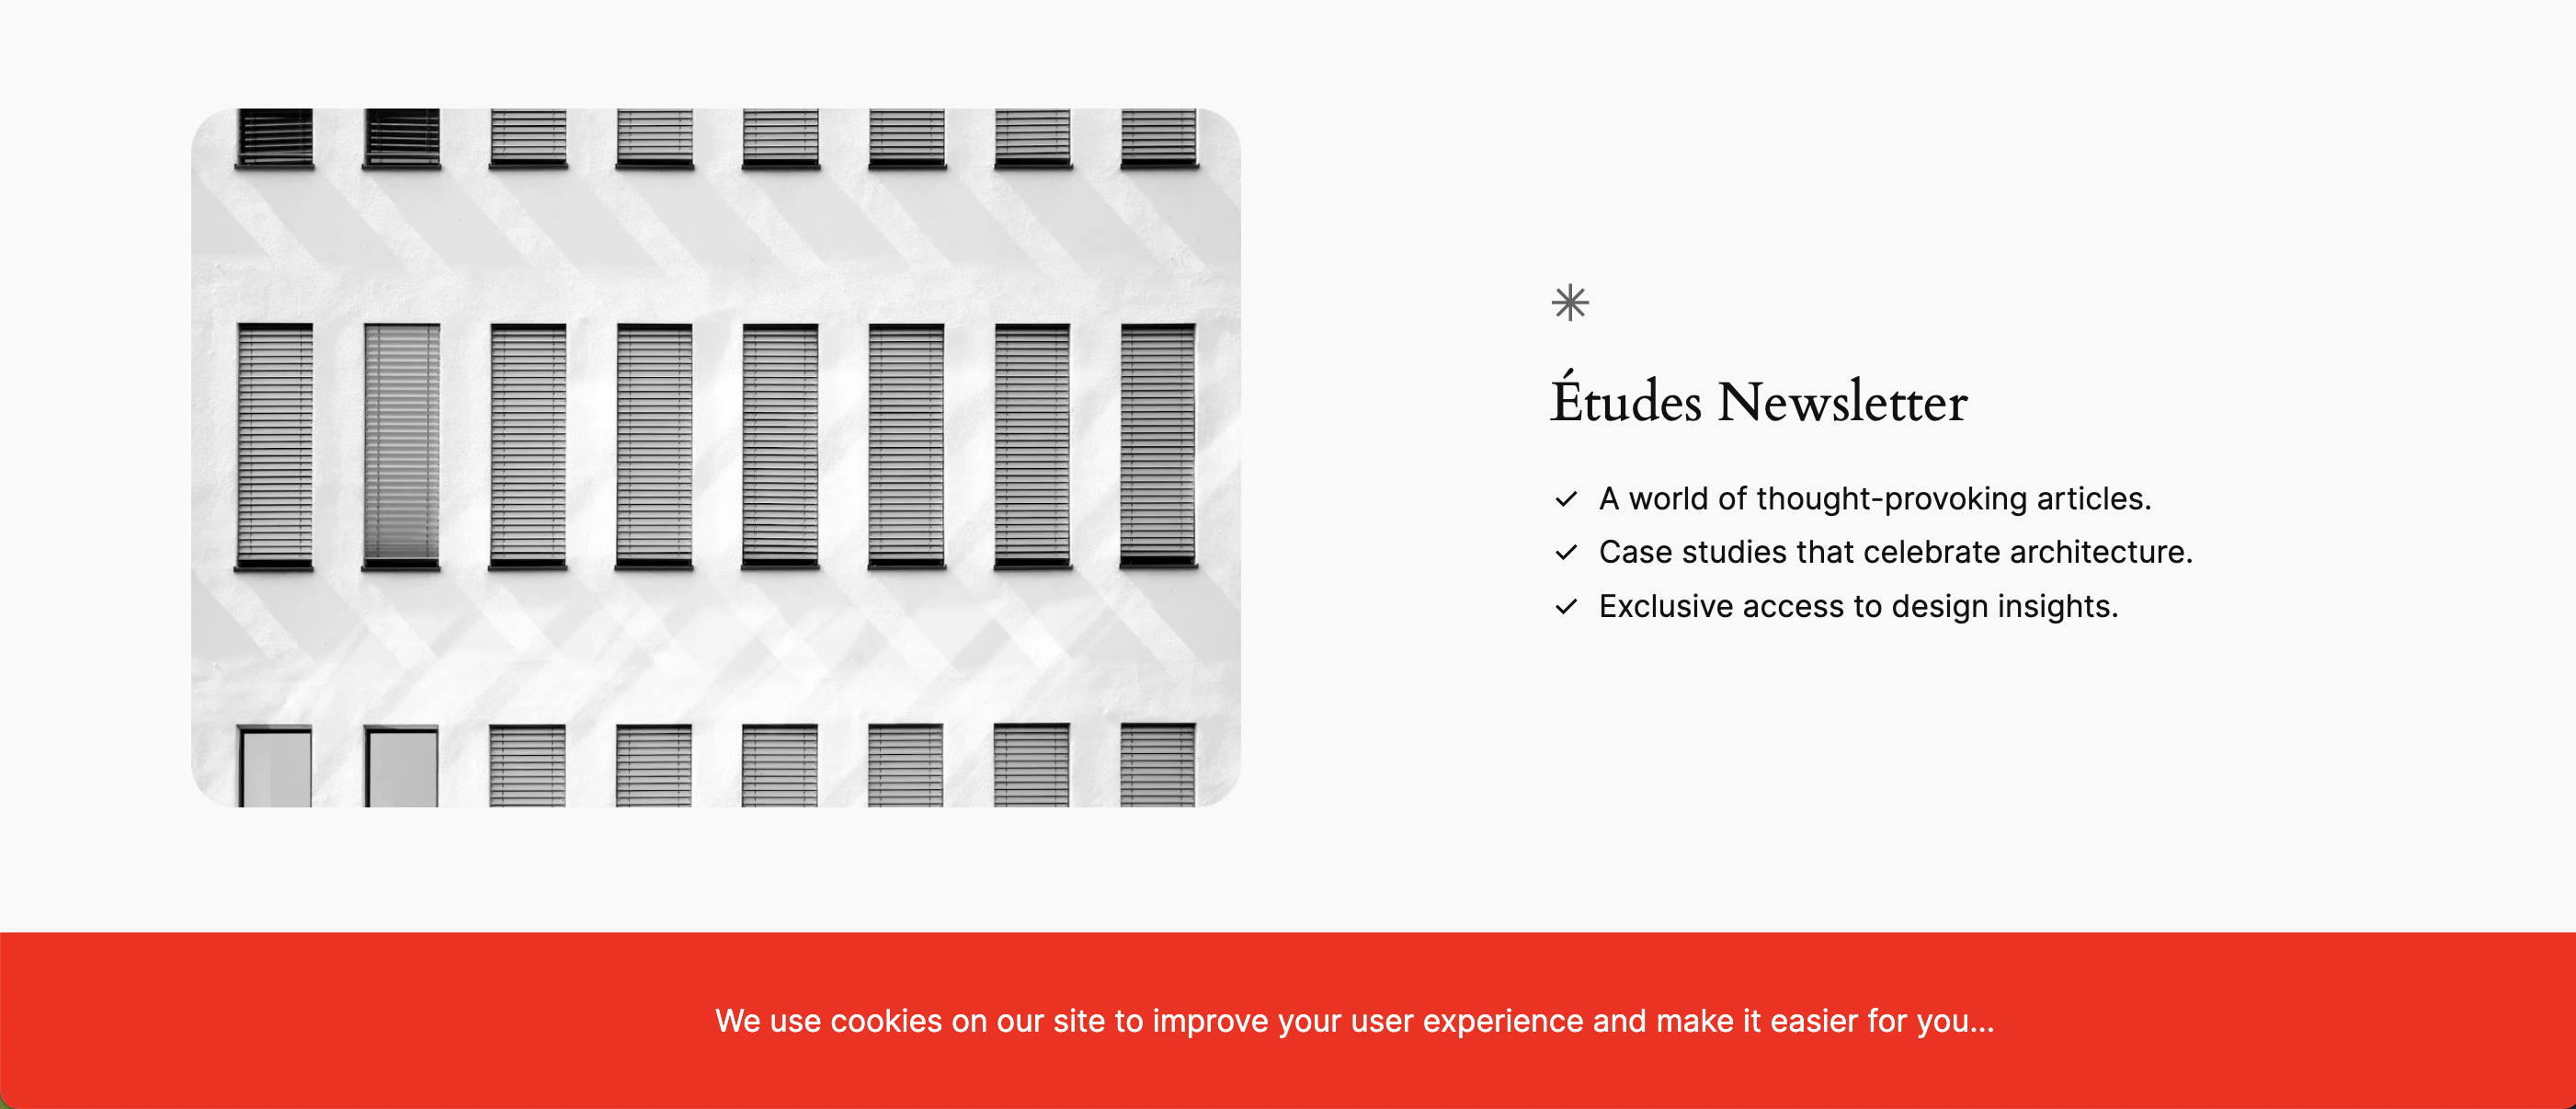 Études Newsletter
A world of thought-provoking articles.
Case studies that celebrate architecture.
Exclusive access to design insights.
We use cookies on our site to improve your user experience and make it easier for you...